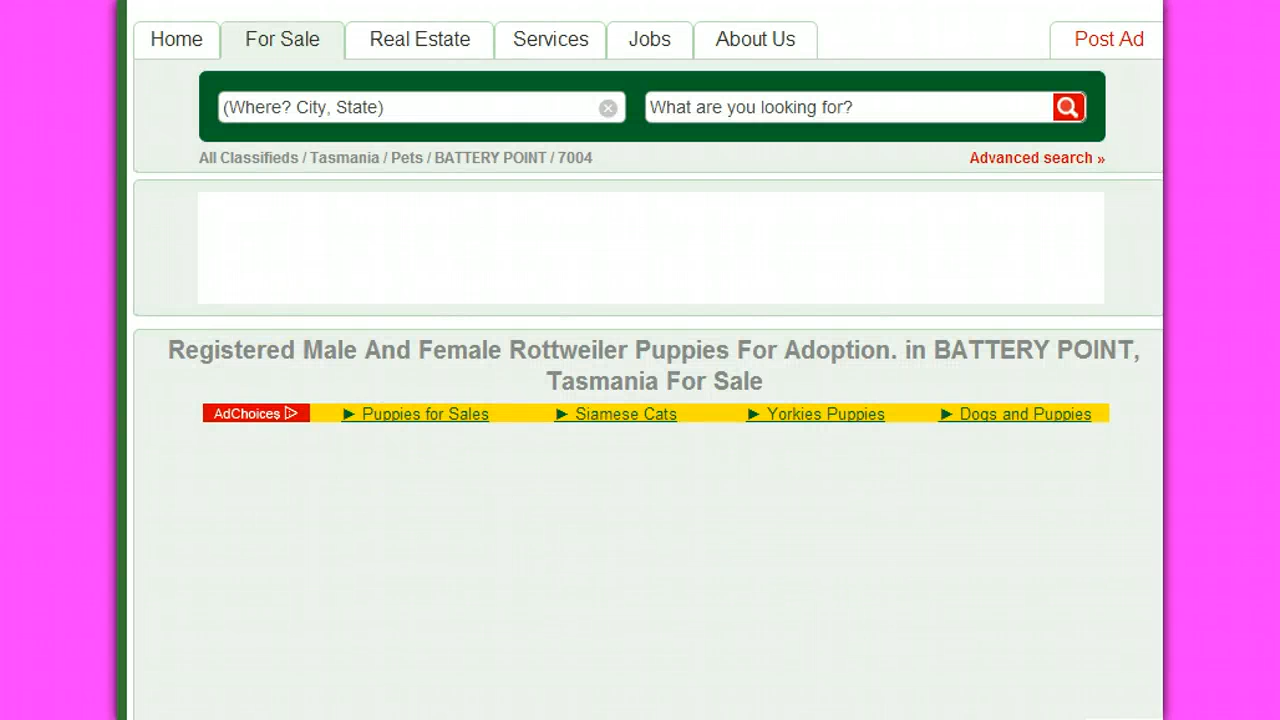 Home For Sale Real Estate Services Jobs About Us Post Ad
(Where? City, State) What are you looking for?
All Classifieds / Tasmania / Pets / BATTERY POINT / 7004 Advanced search »
Registered Male And Female Rottweiler Puppies For Adoption. in BATTERY POINT,
Tasmania For Sale
AdChoices ▷ ► Puppies for Sales ► Siamese Cats ► Yorkies Puppies ► Dogs and Puppies